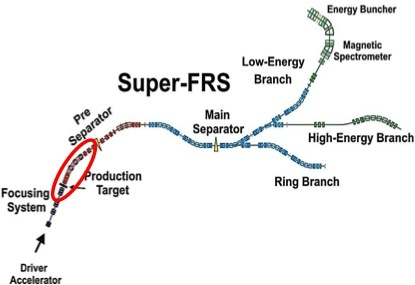 Energy Buncher
Magnetic
Spectrometer
Low-Energy
Branch
Super-FRS
Pre
Separator
Main
Separator
High-Energy Branch
Ring Branch
Production
Target
Focusing
System
Driver
Accelerator